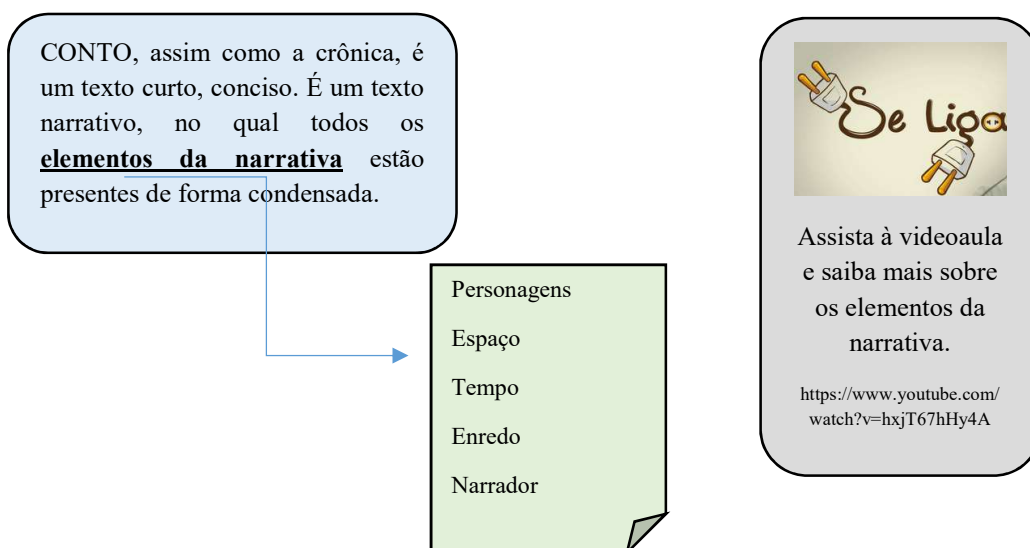 CONTO, assim como a crônica, é
um texto curto, conciso. É um texto
narrativo, no qual todos os
elementos da narrativa estão
presentes de forma condensada.
Personagens
Espaço
Tempo
Enredo
Narrador
Se Liga
Assista à videoaula
e saiba mais sobre
os elementos da
narrativa.
https://www.youtube.com/
watch?v=hxjT67hHy4A